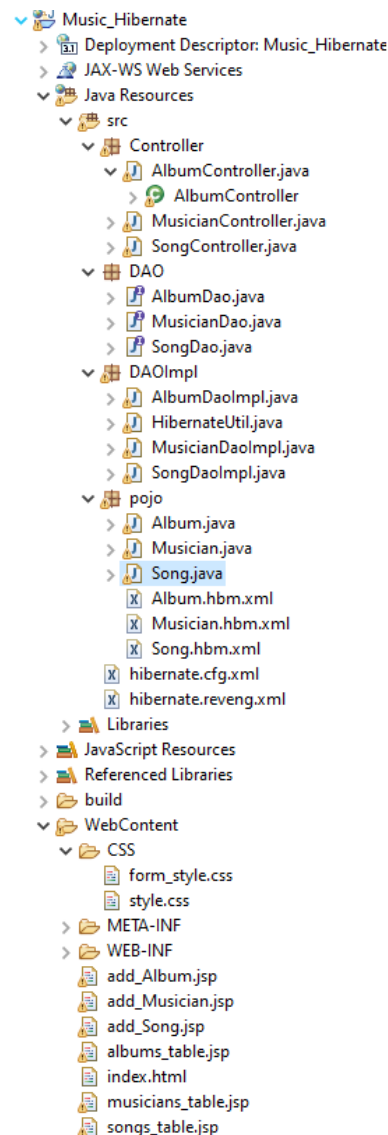 Music_Hibernate
Deployment Descriptor: Music_Hibernate
JAX-WS Web Services
Java Resources
src
Controller
AlbumController.java
AlbumController
MusicianController.java
SongController.java
DAO
AlbumDao.java
MusicianDao.java
SongDao.java
DAOImpl
AlbumDaoImpl.java
HibernateUtil.java
MusicianDaoImpl.java
SongDaoImpl.java
pojo
Album.java
Musician.java
Song.java
Album.hbm.xml
Musician.hbm.xml
Song.hbm.xml
hibernate.cfg.xml
hibernate.reveng.xml
Libraries
JavaScript Resources
Referenced Libraries
build
WebContent
CSS
form_style.css
style.css
META-INF
WEB-INF
add_Album.jsp
add_Musician.jsp
add_Song.jsp
albums_table.jsp
index.html
musicians_table.jsp
songs_table.jsp